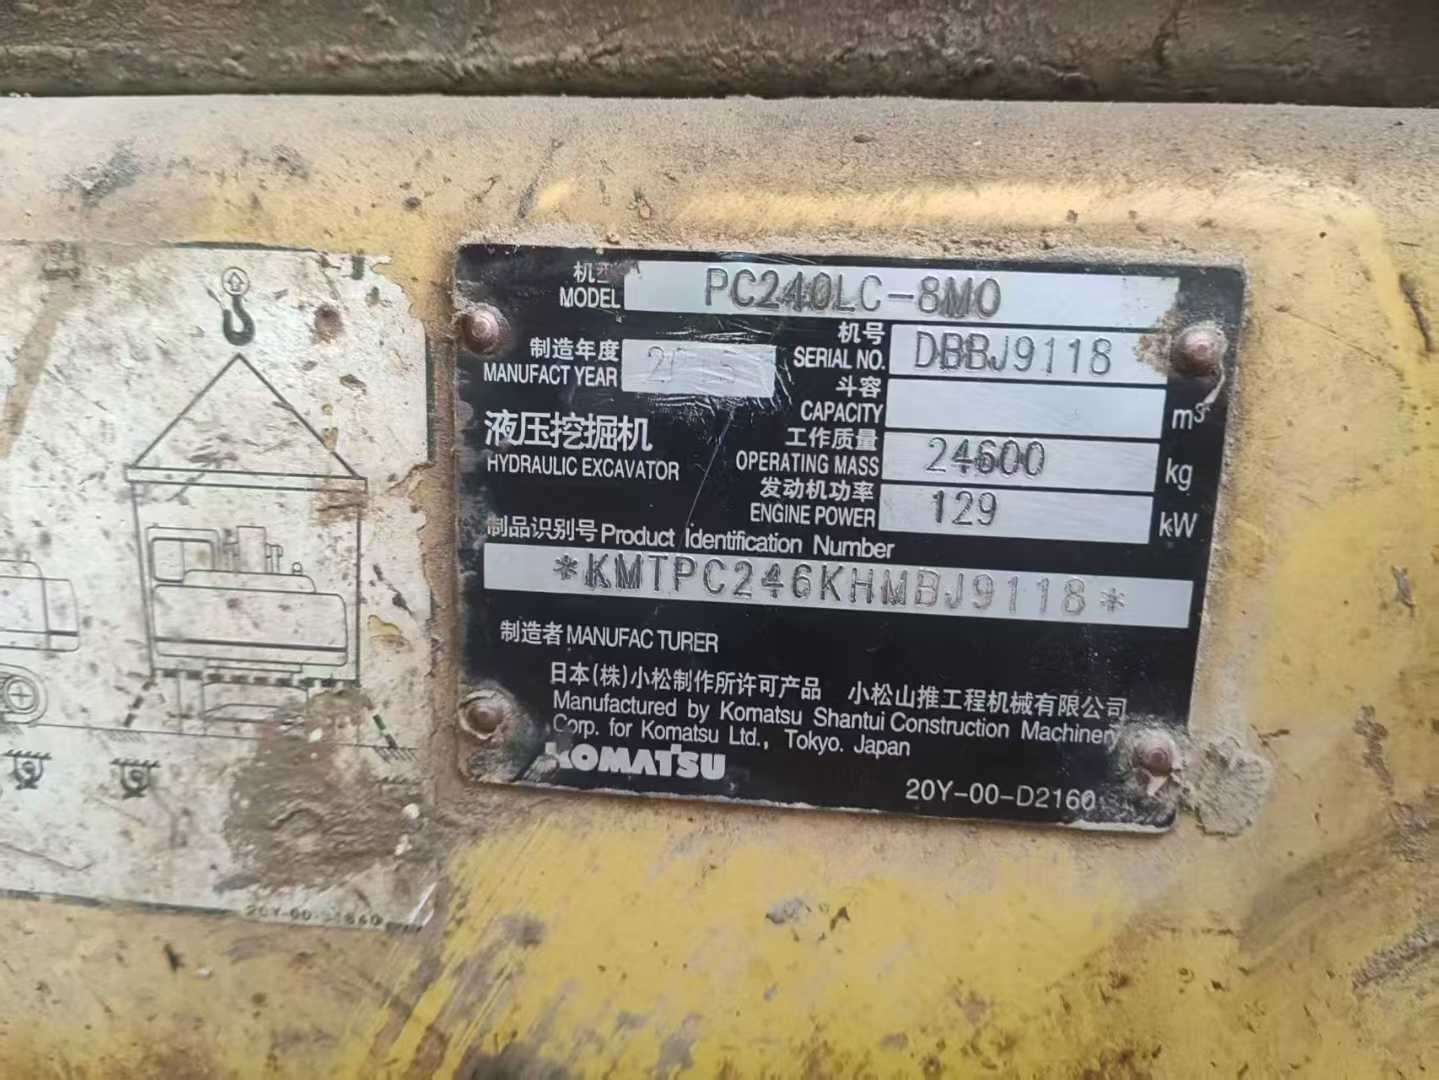 机型 PC240LC-8M0
MODEL
制造年度
MANUFACT YEAR
机号 DBBJ9118
SERIAL NO.
斗容
CAPACITY m³
液压挖掘机
HYDRAULIC EXCAVATOR
工作质量 24600 kg
OPERATING MASS
发动机功率 129 kW
ENGINE POWER
制品识别号 Product Identification Number
*KMTPC246KHMBJ9118*
制造者 MANUFACTURER
日本(株)小松制作所许可产品 小松山推工程机械有限公司
Manufactured by Komatsu Shantui Construction Machinery
Corp. for Komatsu Ltd., Tokyo. Japan
KOMATSU
20Y-00-D2160